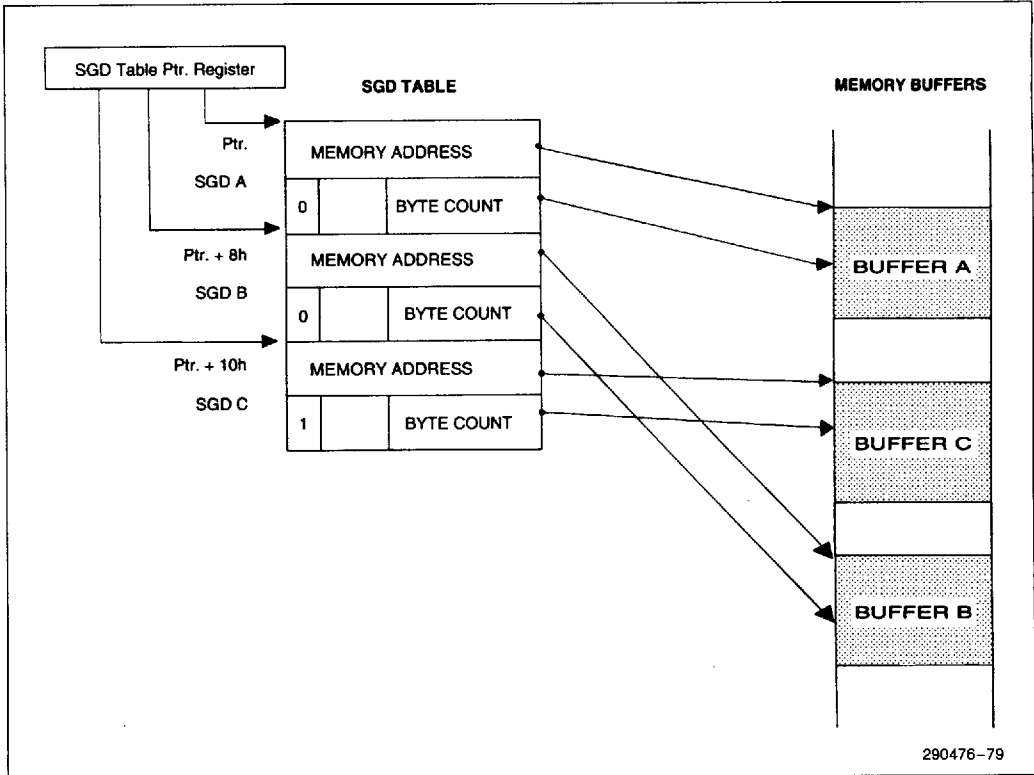 SGD Table Ptr. Register
SGD TABLE
MEMORY BUFFERS
Ptr.
MEMORY ADDRESS
SGD A
0
BYTE COUNT
Ptr. + 8h
MEMORY ADDRESS
SGD B
0
BYTE COUNT
Ptr. + 10h
MEMORY ADDRESS
SGD C
1
BYTE COUNT
BUFFER A
BUFFER C
BUFFER B
290476-79